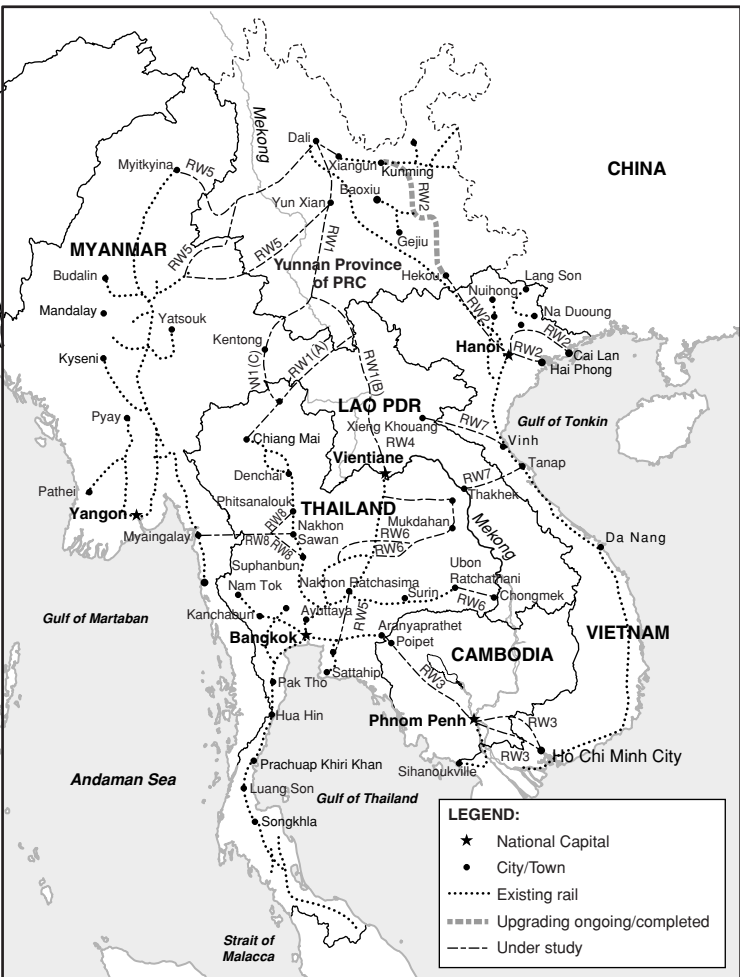 Mekong
Dali
CHINA
Myitkyina
RW5
Xiangun
Kunming
Baoxiu
RW2
Yun Xian
RW1
Gejiu
MYANMAR
RW5
RW5
Yunnan Province
of PRC
Hekou
Lang Son
Budalin
Nuihong
Na Duoung
Mandalay
Yatsouk
RW2
RW2
Kentong
Hanoi
RW2
Cai Lan
Hai Phong
Kyseni
RW1(C)
RW1(A)
RW1(B)
LAO PDR
Gulf of Tonkin
Pyay
Xieng Khouang
RW7
RW4
Chiang Mai
Vinh
Vientiane
Tanap
Denchai
RW7
Pathei
Phitsanalouk
THAILAND
Thakhek
Yangon
RW8
Nakhon
Sawan
Mukdahan
Mekong
Myaingalay
RW8
RW8
RW6
RW6
Da Nang
Suphanbun
Ubon
Ratchathani
Nam Tok
Nakhon Ratchasima
Surin
RW6
Chongmek
Gulf of Martaban
Kanchabun
Ayuttaya
RW5
Aranyaprathet
Bangkok
Poipet
VIETNAM
CAMBODIA
Sattahip
RW3
Pak Tho
Phnom Penh
RW3
Hua Hin
RW3
Ho Chi Minh City
Prachuap Khiri Khan
Sihanoukville
Andaman Sea
Luang Son
Gulf of Thailand
Songkhla
LEGEND:
National Capital
City/Town
Existing rail
Upgrading ongoing/completed
Under study
Strait of
Malacca